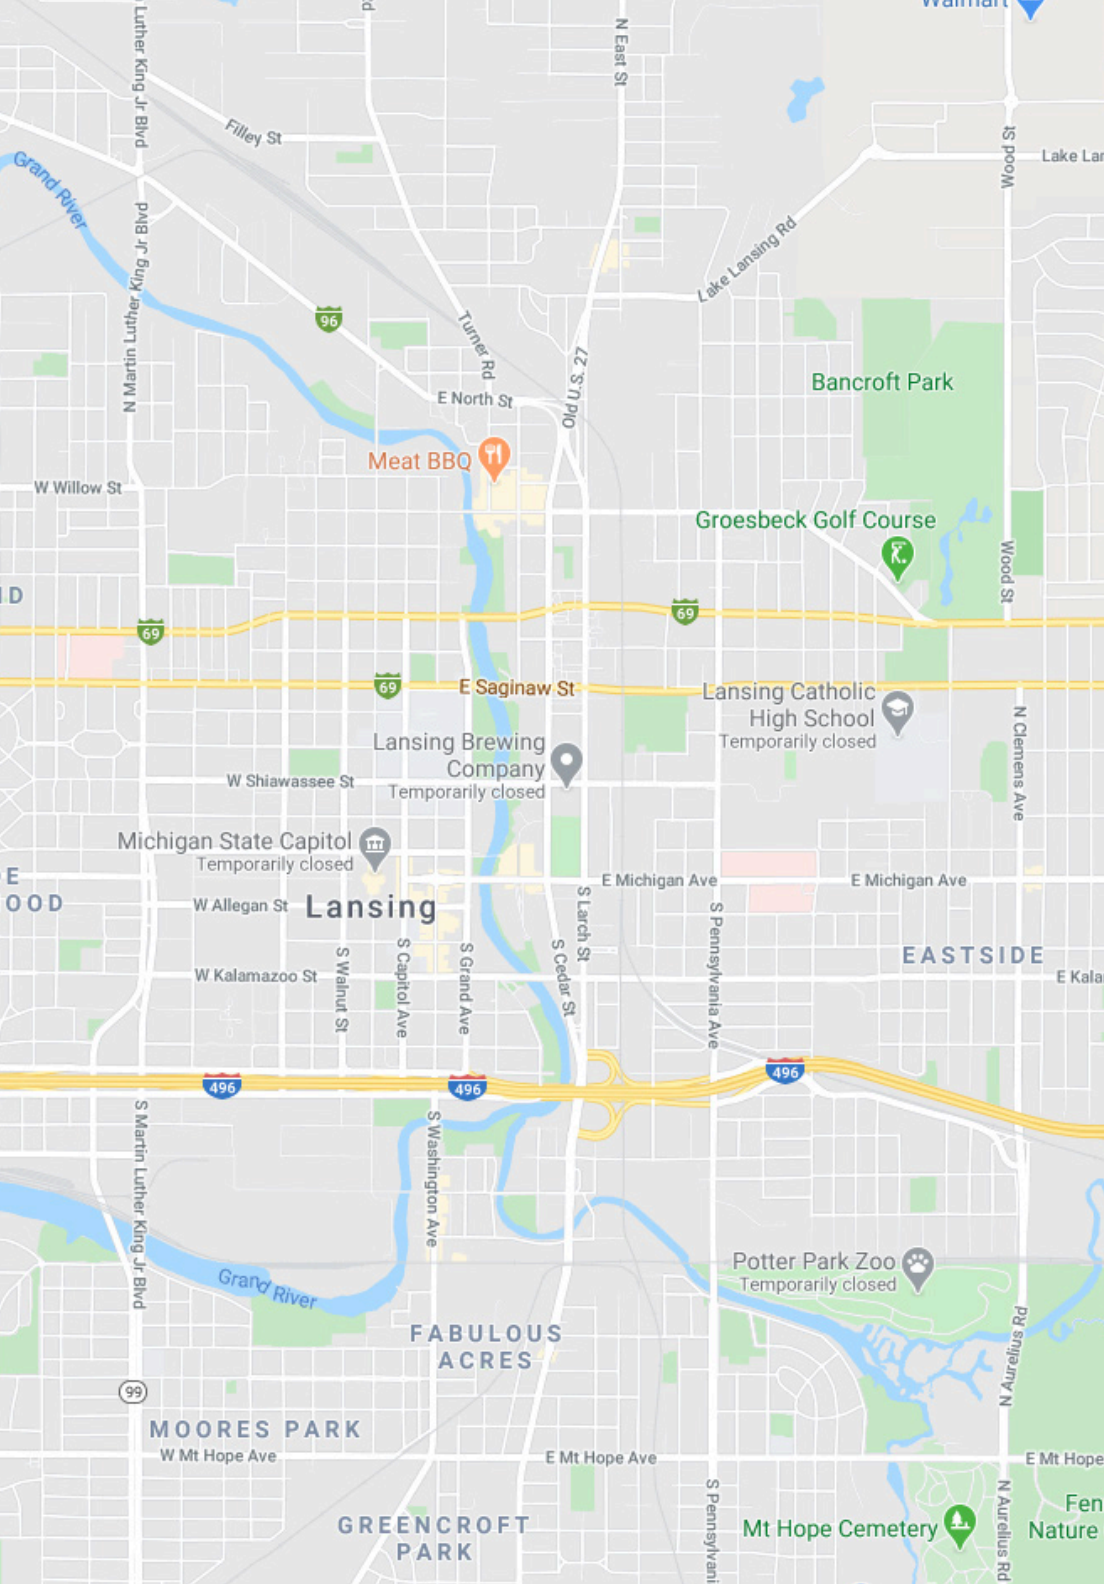 Walmart
Luther King Jr Blvd
N East St
Filley St
Wood St
Lake Lan
Grand River
N Martin Luther King Jr Blvd
Lake Lansing Rd
96
Turner Rd
Old U.S. 27
Bancroft Park
E North St
Meat BBQ
W Willow St
Groesbeck Golf Course
Wood St
69
69
69
E Saginaw St
Lansing Catholic
High School
Temporarily closed
N Clemens Ave
Lansing Brewing
Company
Temporarily closed
W Shiawassee St
Michigan State Capitol
Temporarily closed
E Michigan Ave
E Michigan Ave
OOD
W Allegan St
Lansing
S Larch St
S Pennsylvania Ave
EASTSIDE
S Walnut St
S Capitol Ave
S Grand Ave
S Cedar St
W Kalamazoo St
E Kala
496
496
496
S Martin Luther King Jr Blvd
S Washington Ave
Grand River
Potter Park Zoo
Temporarily closed
FABULOUS
ACRES
N Aurelius Rd
99
MOORES PARK
W Mt Hope Ave
E Mt Hope Ave
E Mt Hope
S Pennsylvani
N Aurelius Rd
GREENCROFT
PARK
Mt Hope Cemetery
Fen
Nature